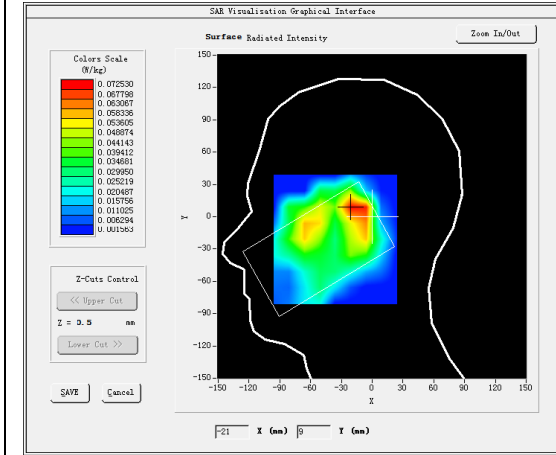 SAR Visualisation Graphical Interface
Surface Radiated Intensity
Zoom In/Out
Colors Scale
(W/kg)
0.072530
0.067798
0.063067
0.058336
0.053605
0.048874
0.044143
0.039412
0.034681
0.029950
0.025219
0.020487
0.015756
0.011025
0.006294
0.001563
Z-Cuts Control
<< Upper Cut
Z = 0.5 mm
Lower Cut >>
SAVE Cancel
150
120
90
60
30
0
-30
-60
-90
-120
-150
Y
-150 -120 -90 -60 -30 0 30 60 90 120 150
X
-21 X (mm) 9 Y (mm)